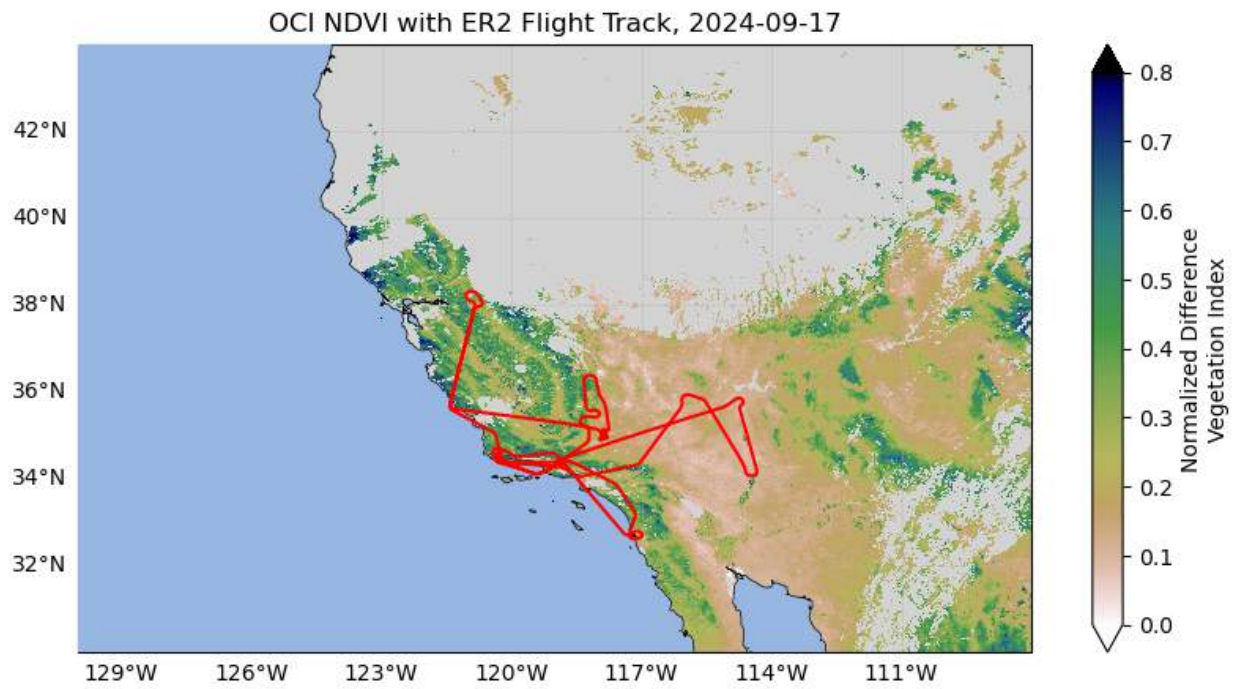 OCI NDVI with ER2 Flight Track, 2024-09-17
42°N
40°N
38°N
36°N
34°N
32°N
129°W
126°W
123°W
120°W
117°W
114°W
111°W
0.8
0.7
0.6
0.5
0.4
0.3
0.2
0.1
0.0
Normalized Difference
Vegetation Index